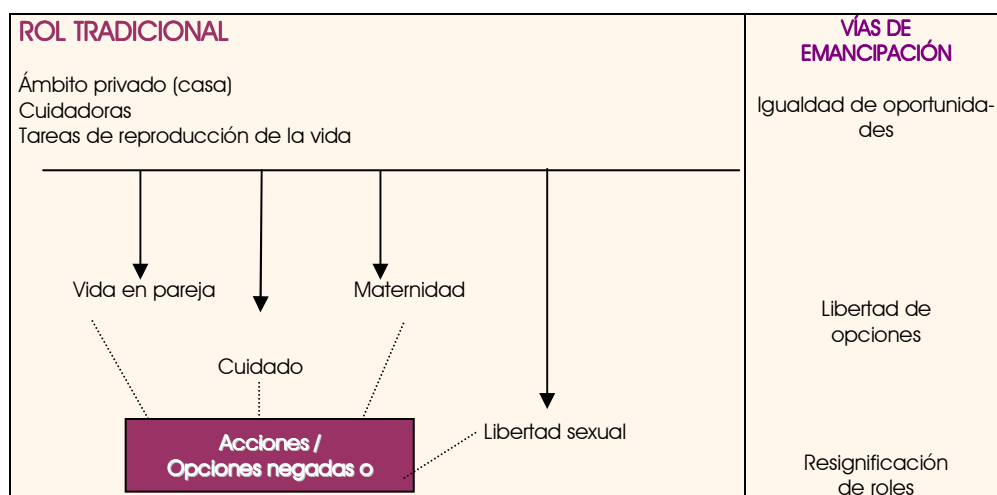 ROL TRADICIONAL
Ámbito privado (casa)
Cuidadoras
Tareas de reproducción de la vida
Vida en pareja
Maternidad
Cuidado
Libertad sexual
Acciones /
Opciones negadas o
VÍAS DE
EMANCIPACIÓN
Igualdad de oportunida-
des
Libertad de
opciones
Resignificación
de roles